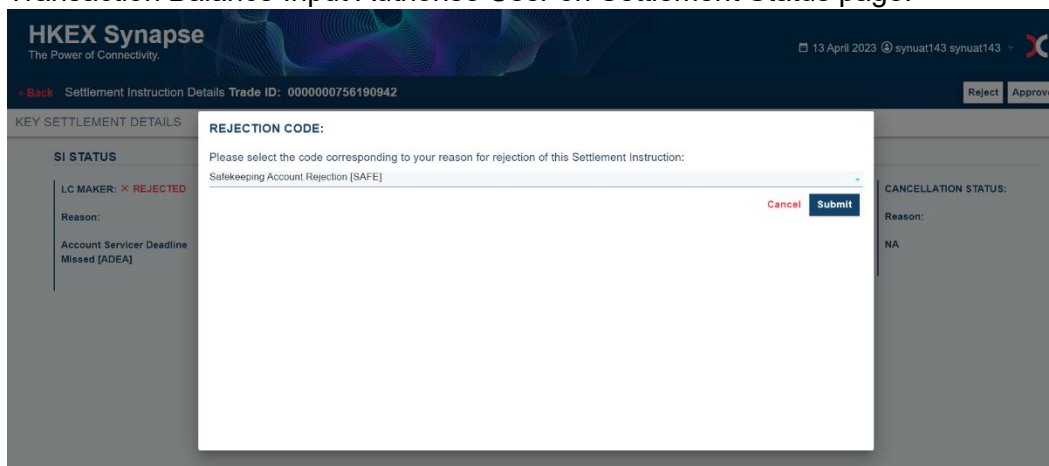 Transaction Balance Input Authorise User on Settlement Status page.
HKEX Synapse
The Power of Connectivity.
13 April 2023 synuat143 synuat143
←Back Settlement Instruction Details Trade ID: 0000000756190942
Reject Approve
KEY SETTLEMENT DETAILS
REJECTION CODE:
Please select the code corresponding to your reason for rejection of this Settlement Instruction:
Safekeeping Account Rejection [SAFE]
Cancel Submit
SI STATUS
LC MAKER: × REJECTED
Reason:
Account Servicer Deadline
Missed [ADEA]
CANCELLATION STATUS:
Reason:
NA